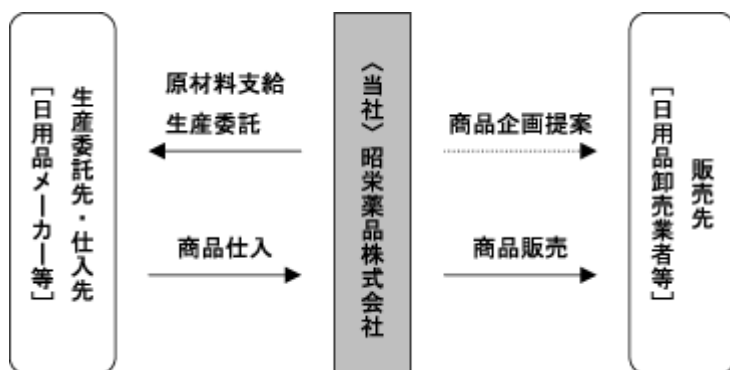 生産委託先・仕入先
[日用品メーカー等]
原材料支給
生産委託
商品仕入
〈当社〉昭栄薬品株式会社
商品企画提案
商品販売
販売先
[日用品卸売業者等]